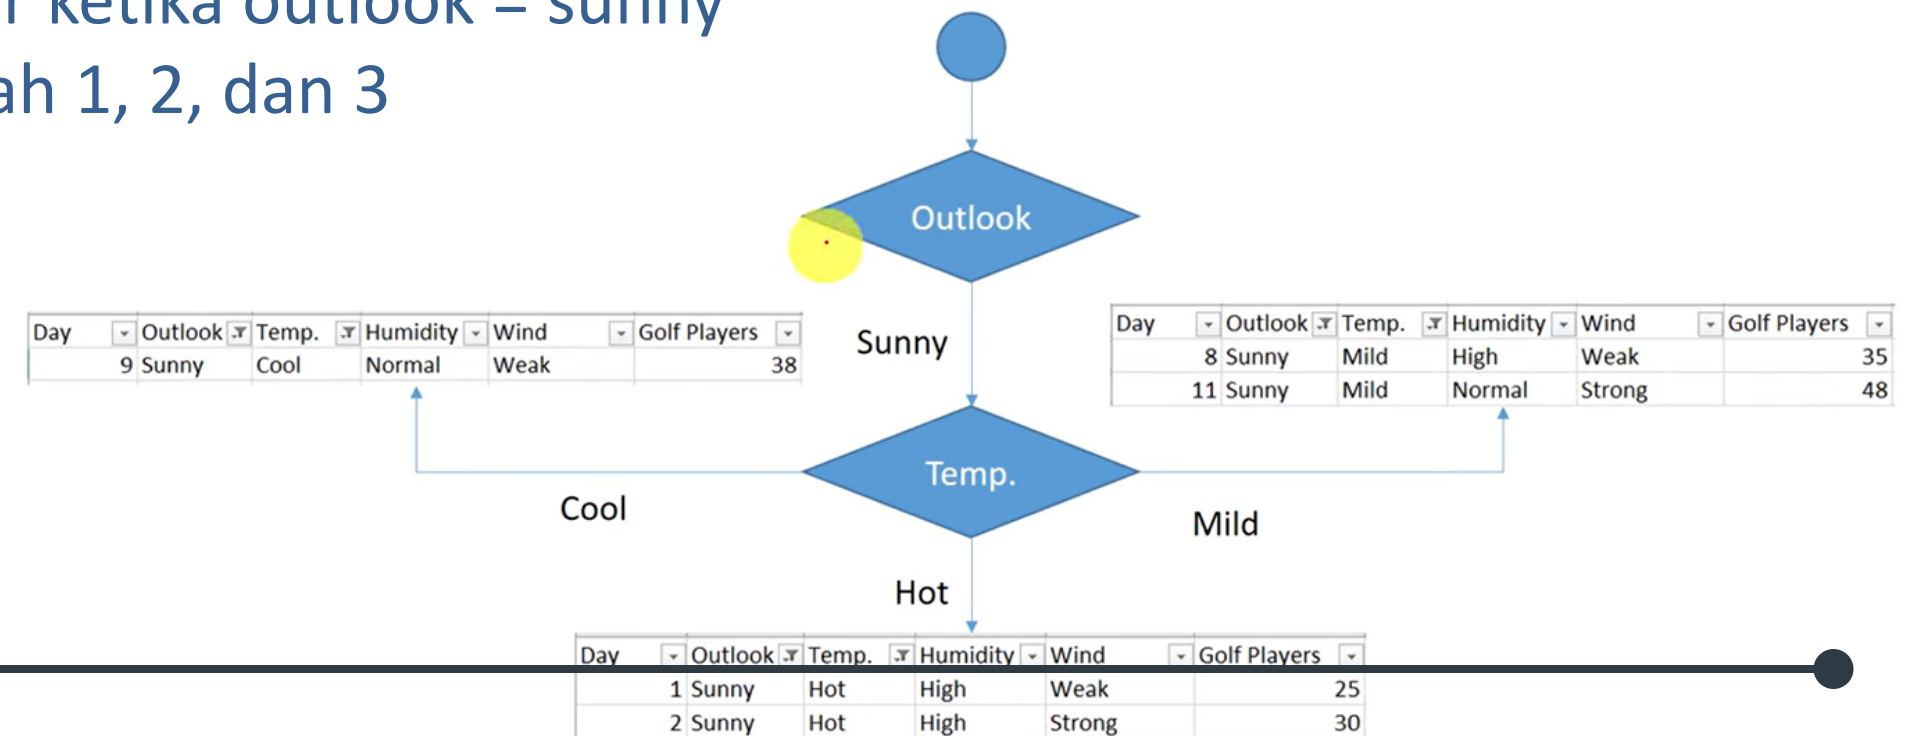 ketika outlook = sunny
ah 1, 2, dan 3
Outlook
Sunny
Day Outlook Temp. Humidity Wind Golf Players
9 Sunny Cool Normal Weak 38
Day Outlook Temp. Humidity Wind Golf Players
8 Sunny Mild High Weak 35
11 Sunny Mild Normal Strong 48
Temp.
Cool
Mild
Hot
Day Outlook Temp. Humidity Wind Golf Players
1 Sunny Hot High Weak 25
2 Sunny Hot High Strong 30